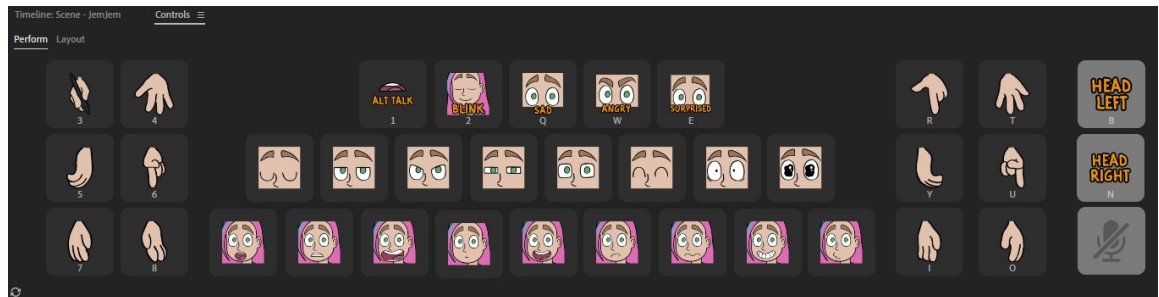 Timeline: Scene - JemJem Controls
Perform Layout
ALT TALK BLINK SAD ANGRY SURPRISED HEAD LEFT
3 4 1 2 Q W E R T B
HEAD RIGHT
5 6 Y U N
7 8 I O